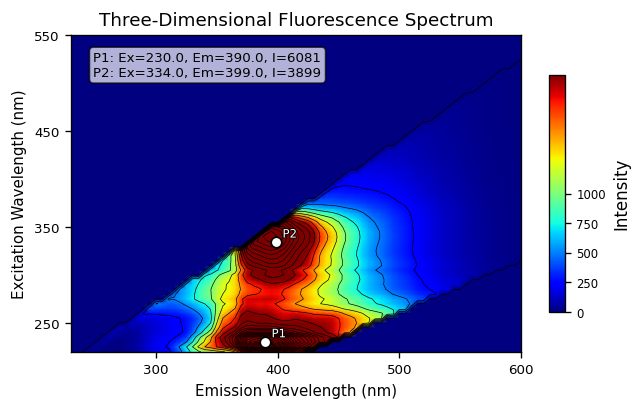 Three-Dimensional Fluorescence Spectrum
P1: Ex=230.0, Em=390.0, I=6081
P2: Ex=334.0, Em=399.0, I=3899
550
450
350
250
Excitation Wavelength (nm)
P2
P1
300
400
500
600
Emission Wavelength (nm)
1000
750
500
250
0
Intensity